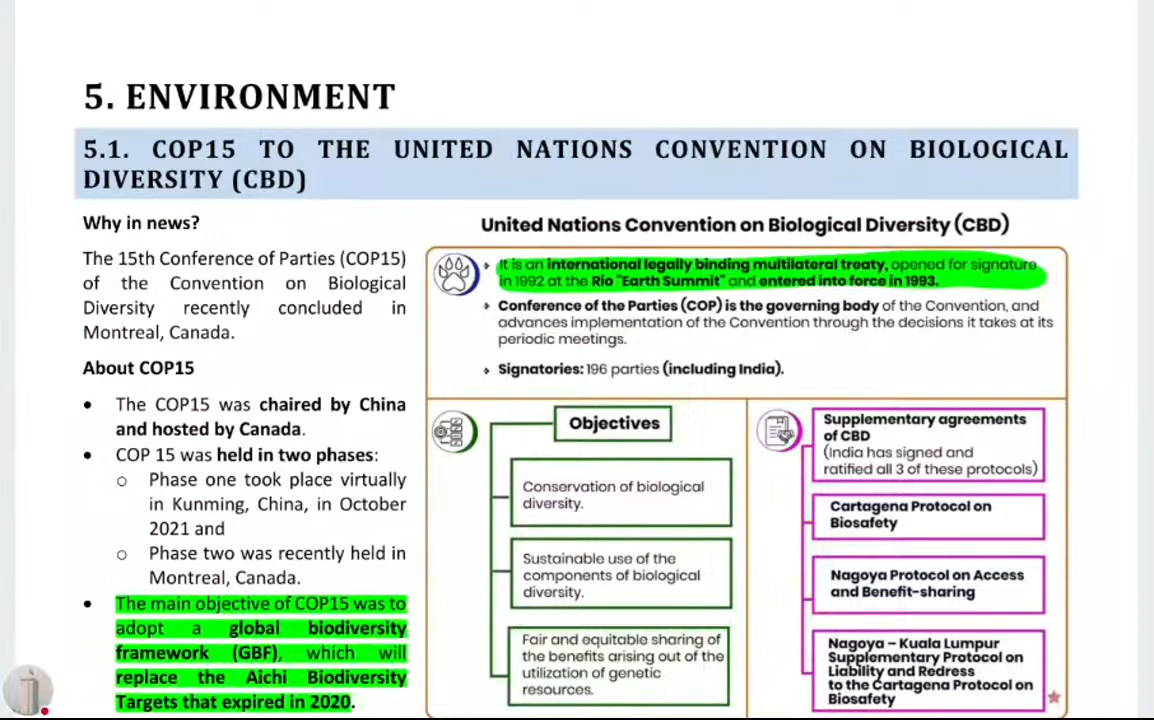 5. ENVIRONMENT
5.1. COP15 TO THE UNITED NATIONS CONVENTION ON BIOLOGICAL
DIVERSITY (CBD)
Why in news?
The 15th Conference of Parties (COP15)
of the Convention on Biological
Diversity recently concluded in
Montreal, Canada.
About COP15
• The COP15 was chaired by China
and hosted by Canada.
• COP 15 was held in two phases:
o Phase one took place virtually
in Kunming, China, in October
2021 and
o Phase two was recently held in
Montreal, Canada.
• The main objective of COP15 was to
adopt a global biodiversity
framework (GBF), which will
replace the Aichi Biodiversity
Targets that expired in 2020.
United Nations Convention on Biological Diversity (CBD)
It is an international legally binding multilateral treaty, opened for signature
in 1992 at the Rio "Earth Summit" and entered into force in 1993.
Conference of the Parties (COP) is the governing body of the Convention, and
advances implementation of the Convention through the decisions it takes at its
periodic meetings.
Signatories: 196 parties (including India).
Objectives
Conservation of biological
diversity.
Sustainable use of the
components of biological
diversity.
Fair and equitable sharing of
the benefits arising out of the
utilization of genetic
resources.
Supplementary agreements
of CBD
(India has signed and
ratified all 3 of these protocols)
Cartagena Protocol on
Biosafety
Nagoya Protocol on Access
and Benefit-sharing
Nagoya – Kuala Lumpur
Supplementary Protocol on
Liability and Redress
to the Cartagena Protocol on
Biosafety